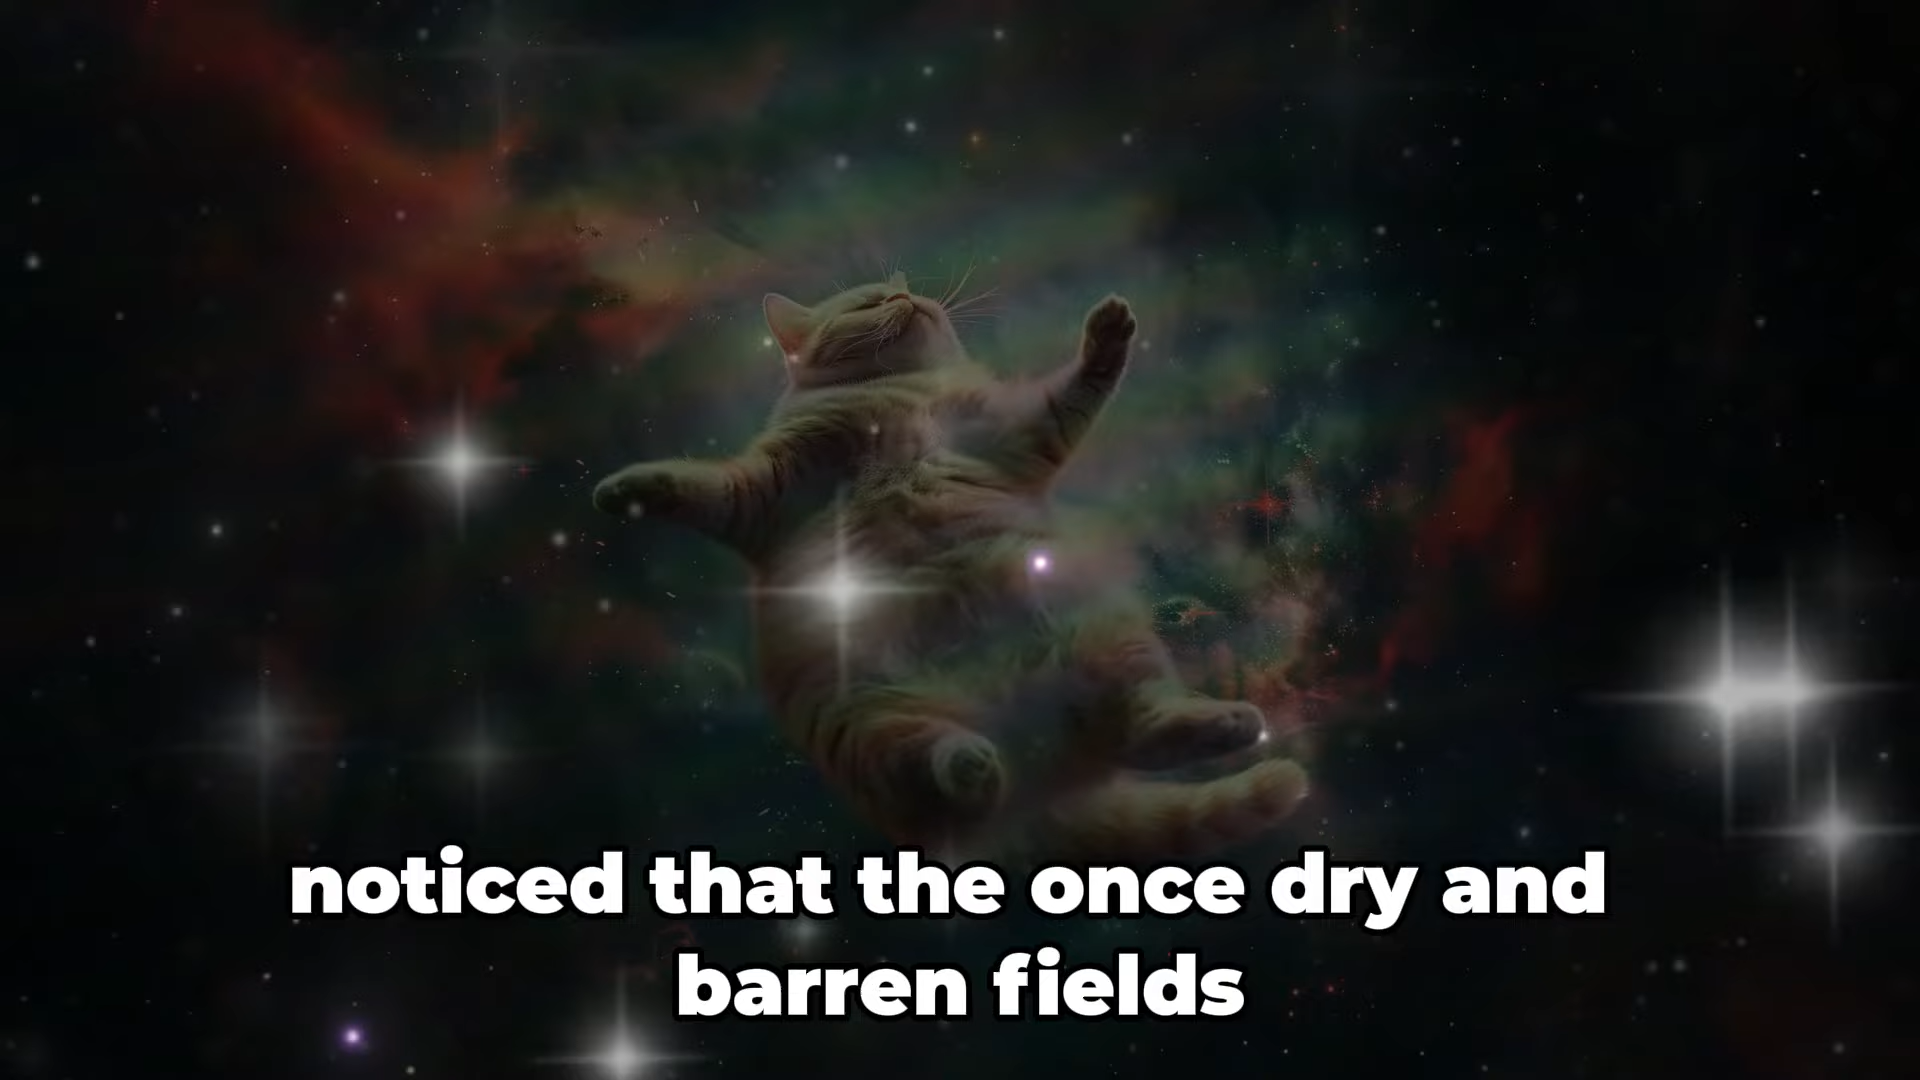 noticed that the once dry and
barren fields